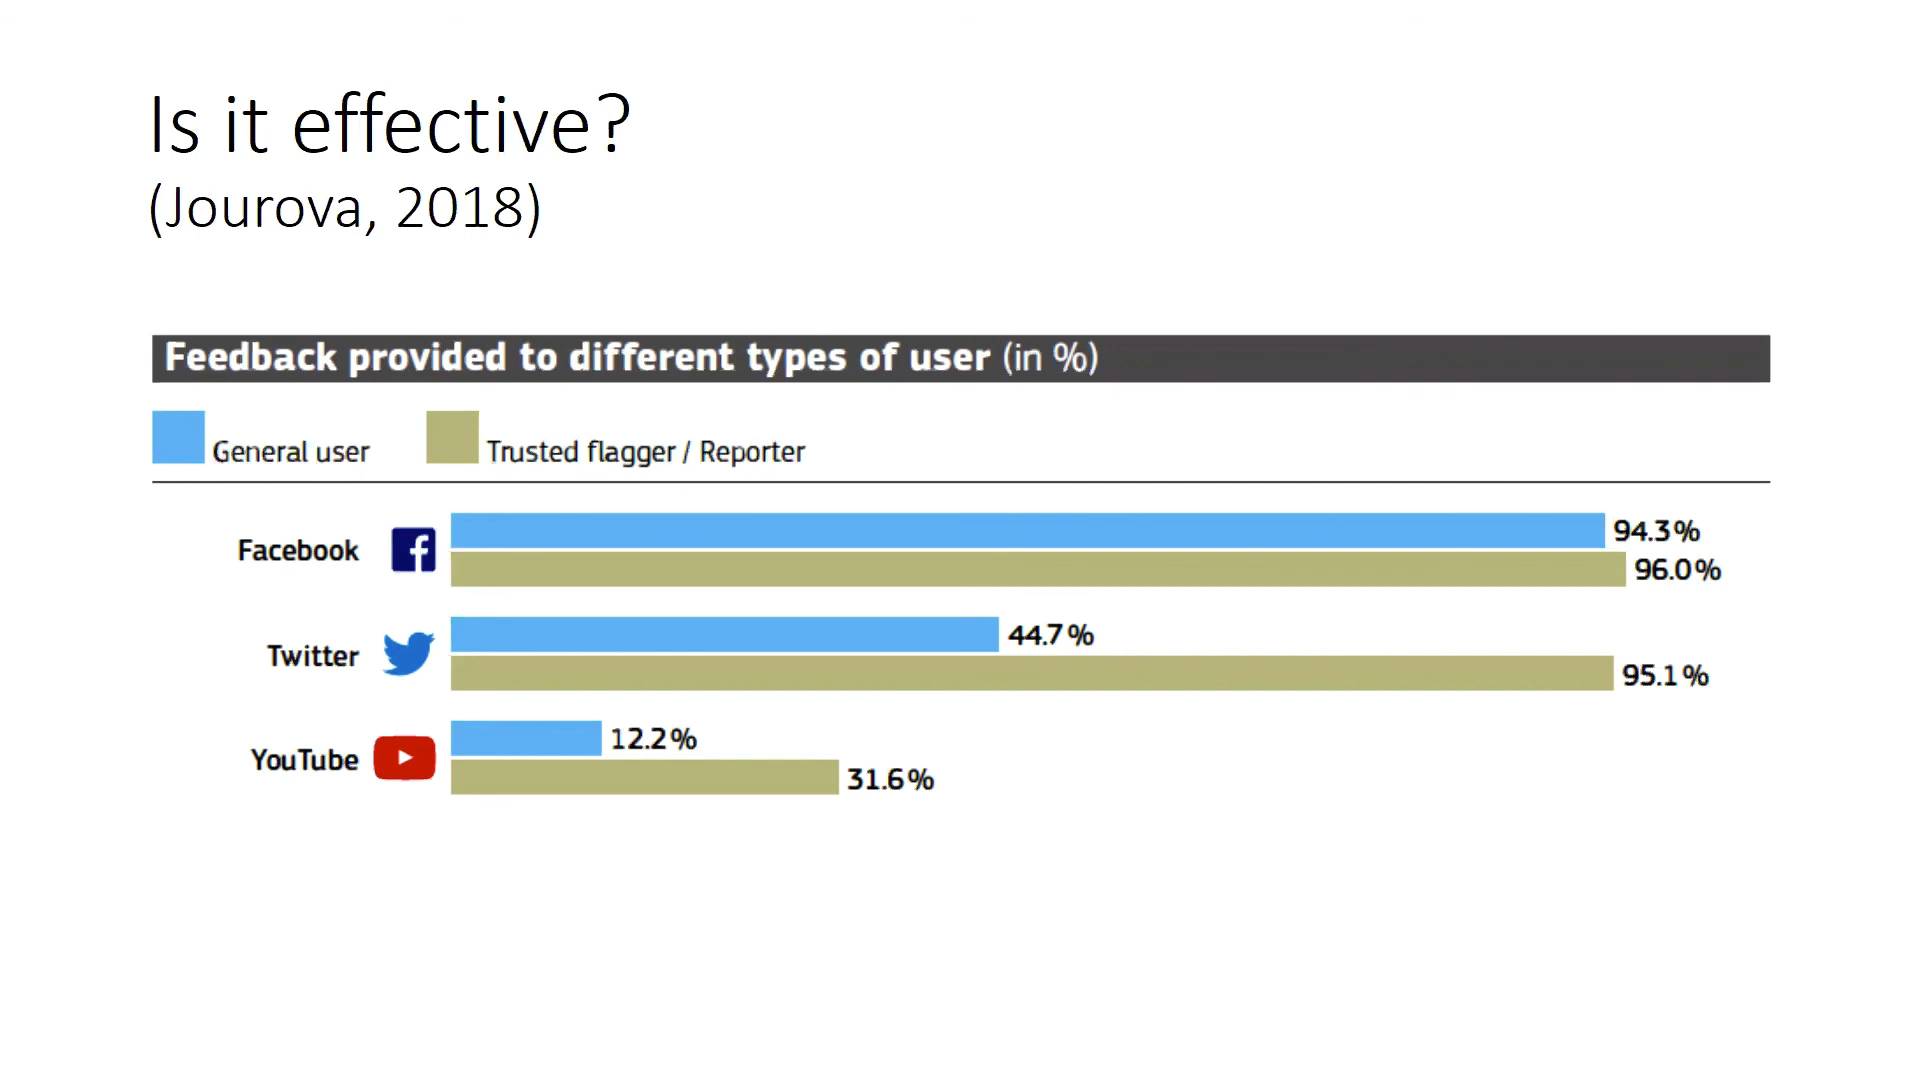 Is it effective?
(Jourova, 2018)
Feedback provided to different types of user (in %)
General user
Trusted flagger / Reporter
Facebook
94.3%
96.0%
Twitter
44.7%
95.1%
YouTube
12.2%
31.6%